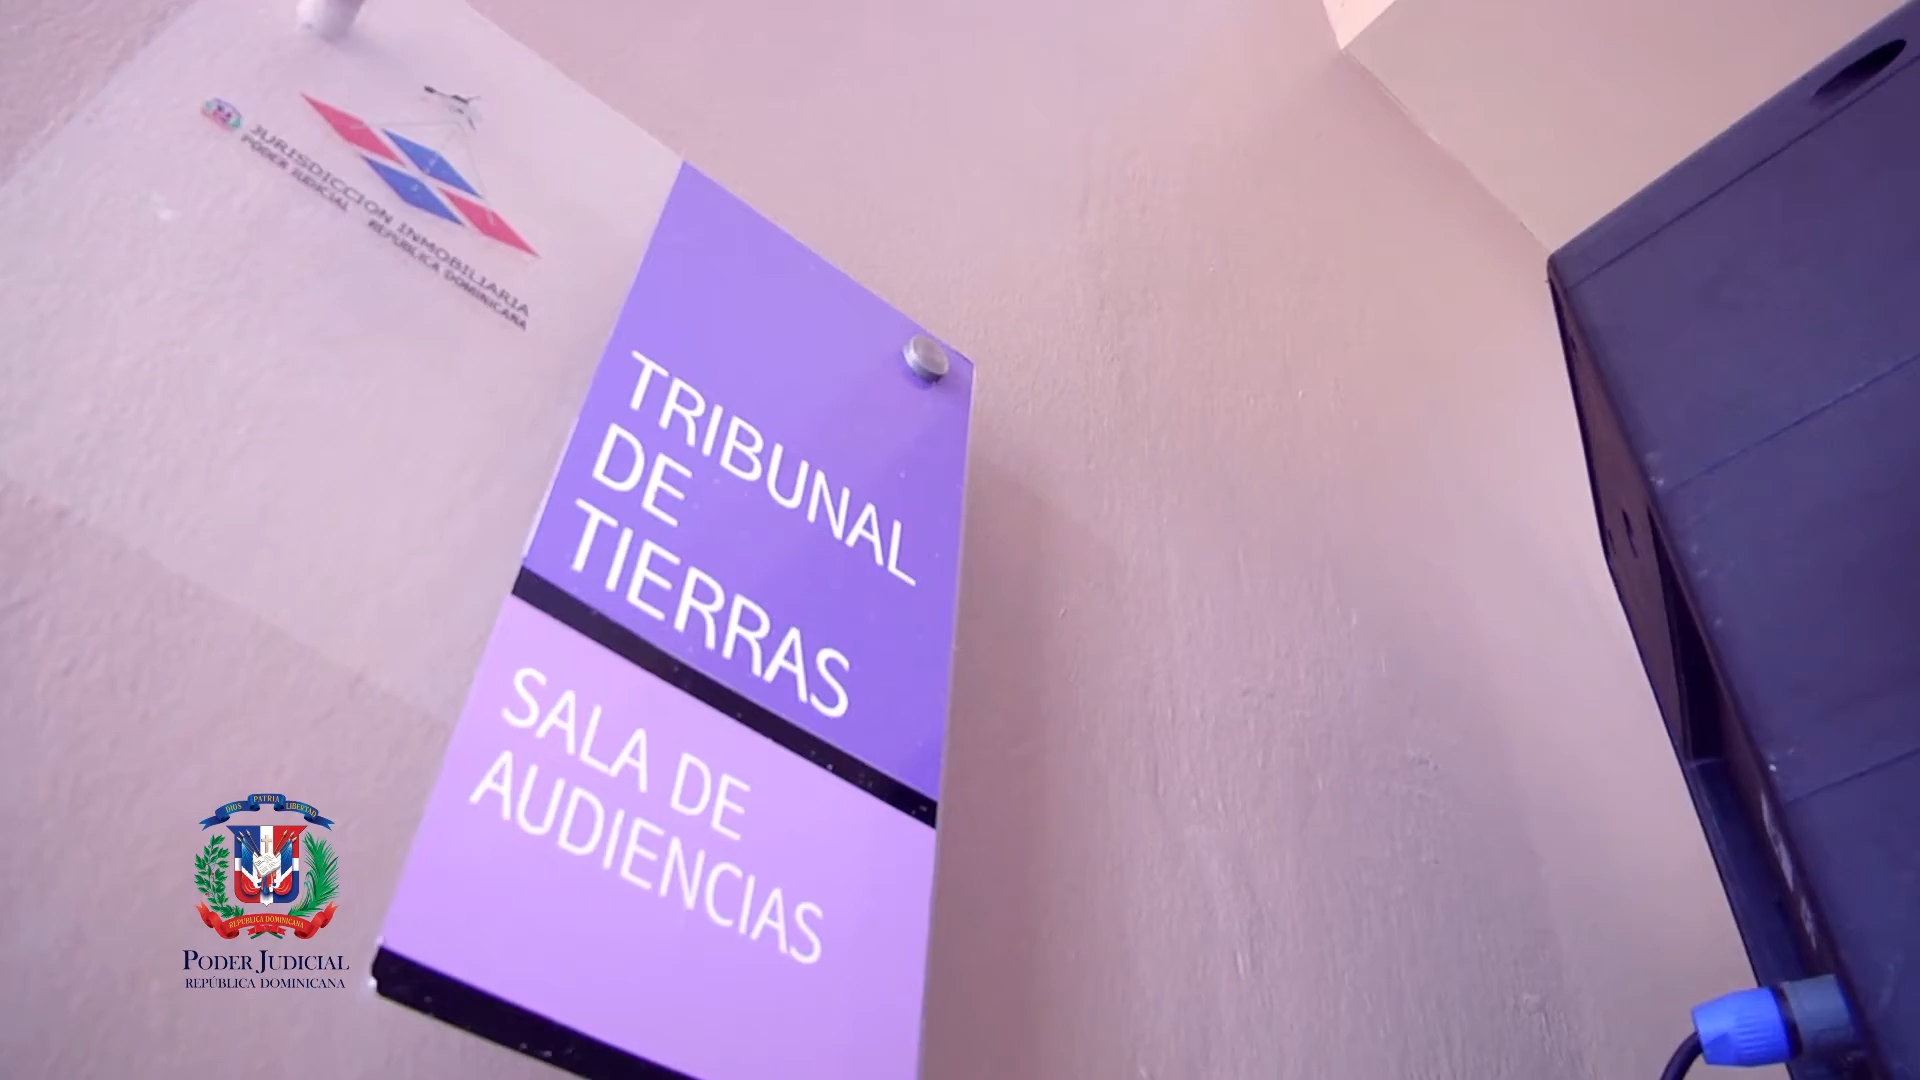 JURISDICCION INMOBILIARIA
PODER JUDICIAL REPÚBLICA DOMINICANA
TRIBUNAL
DE
TIERRAS
SALA DE
AUDIENCIAS
DIOS PATRIA LIBERTAD
REPÚBLICA DOMINICANA
PODER JUDICIAL
REPÚBLICA DOMINICANA